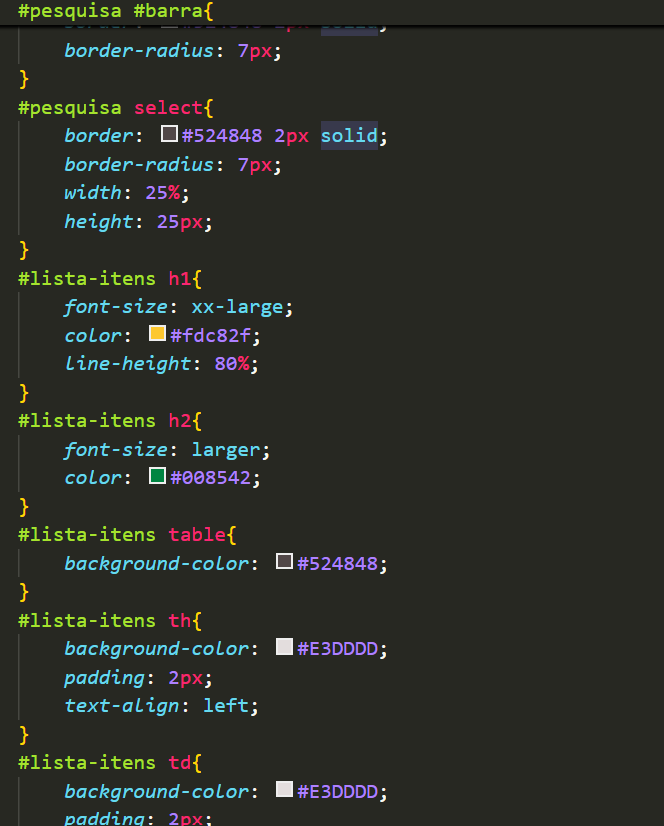 #pesquisa #barra{
border-radius: 7px;
}
#pesquisa select{
border: #524848 2px solid;
border-radius: 7px;
width: 25%;
height: 25px;
}
#lista-itens h1{
font-size: xx-large;
color: #fdc82f;
line-height: 80%;
}
#lista-itens h2{
font-size: larger;
color: #008542;
}
#lista-itens table{
background-color: #524848;
}
#lista-itens th{
background-color: #E3DDDD;
padding: 2px;
text-align: left;
}
#lista-itens td{
background-color: #E3DDDD;
padding: 2px;